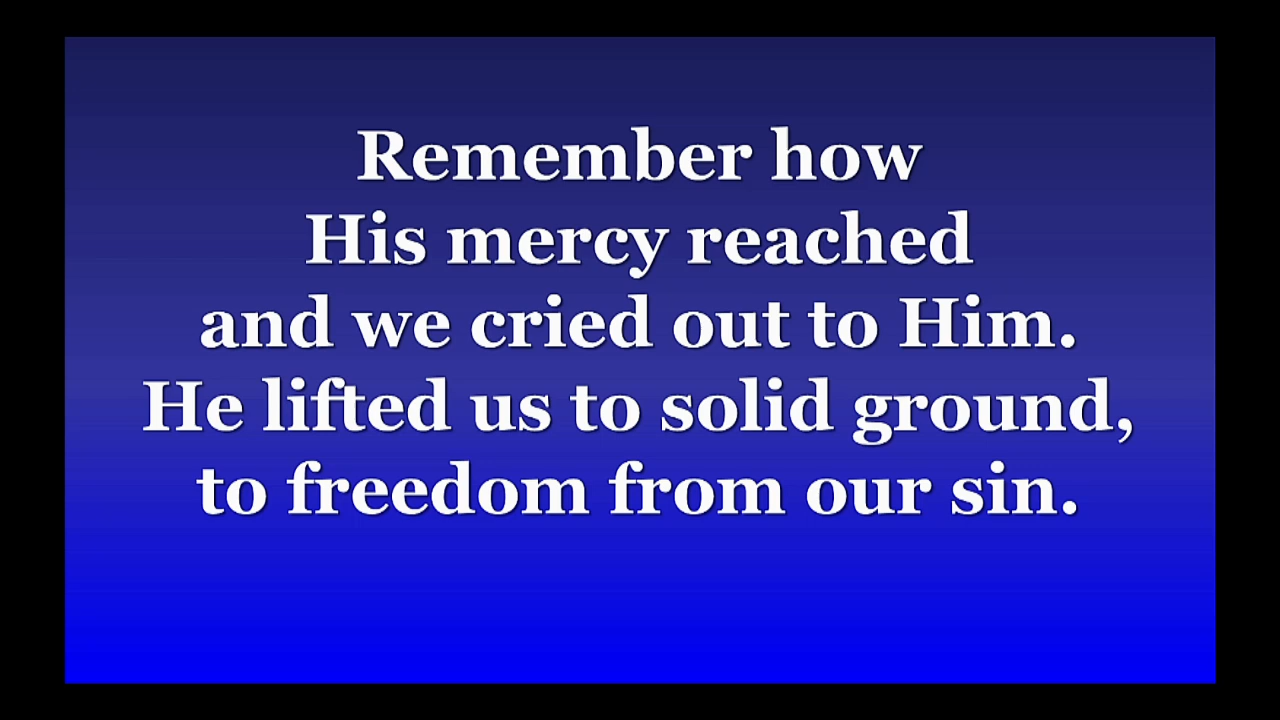 Remember how
His mercy reached
and we cried out to Him.
He lifted us to solid ground,
to freedom from our sin.